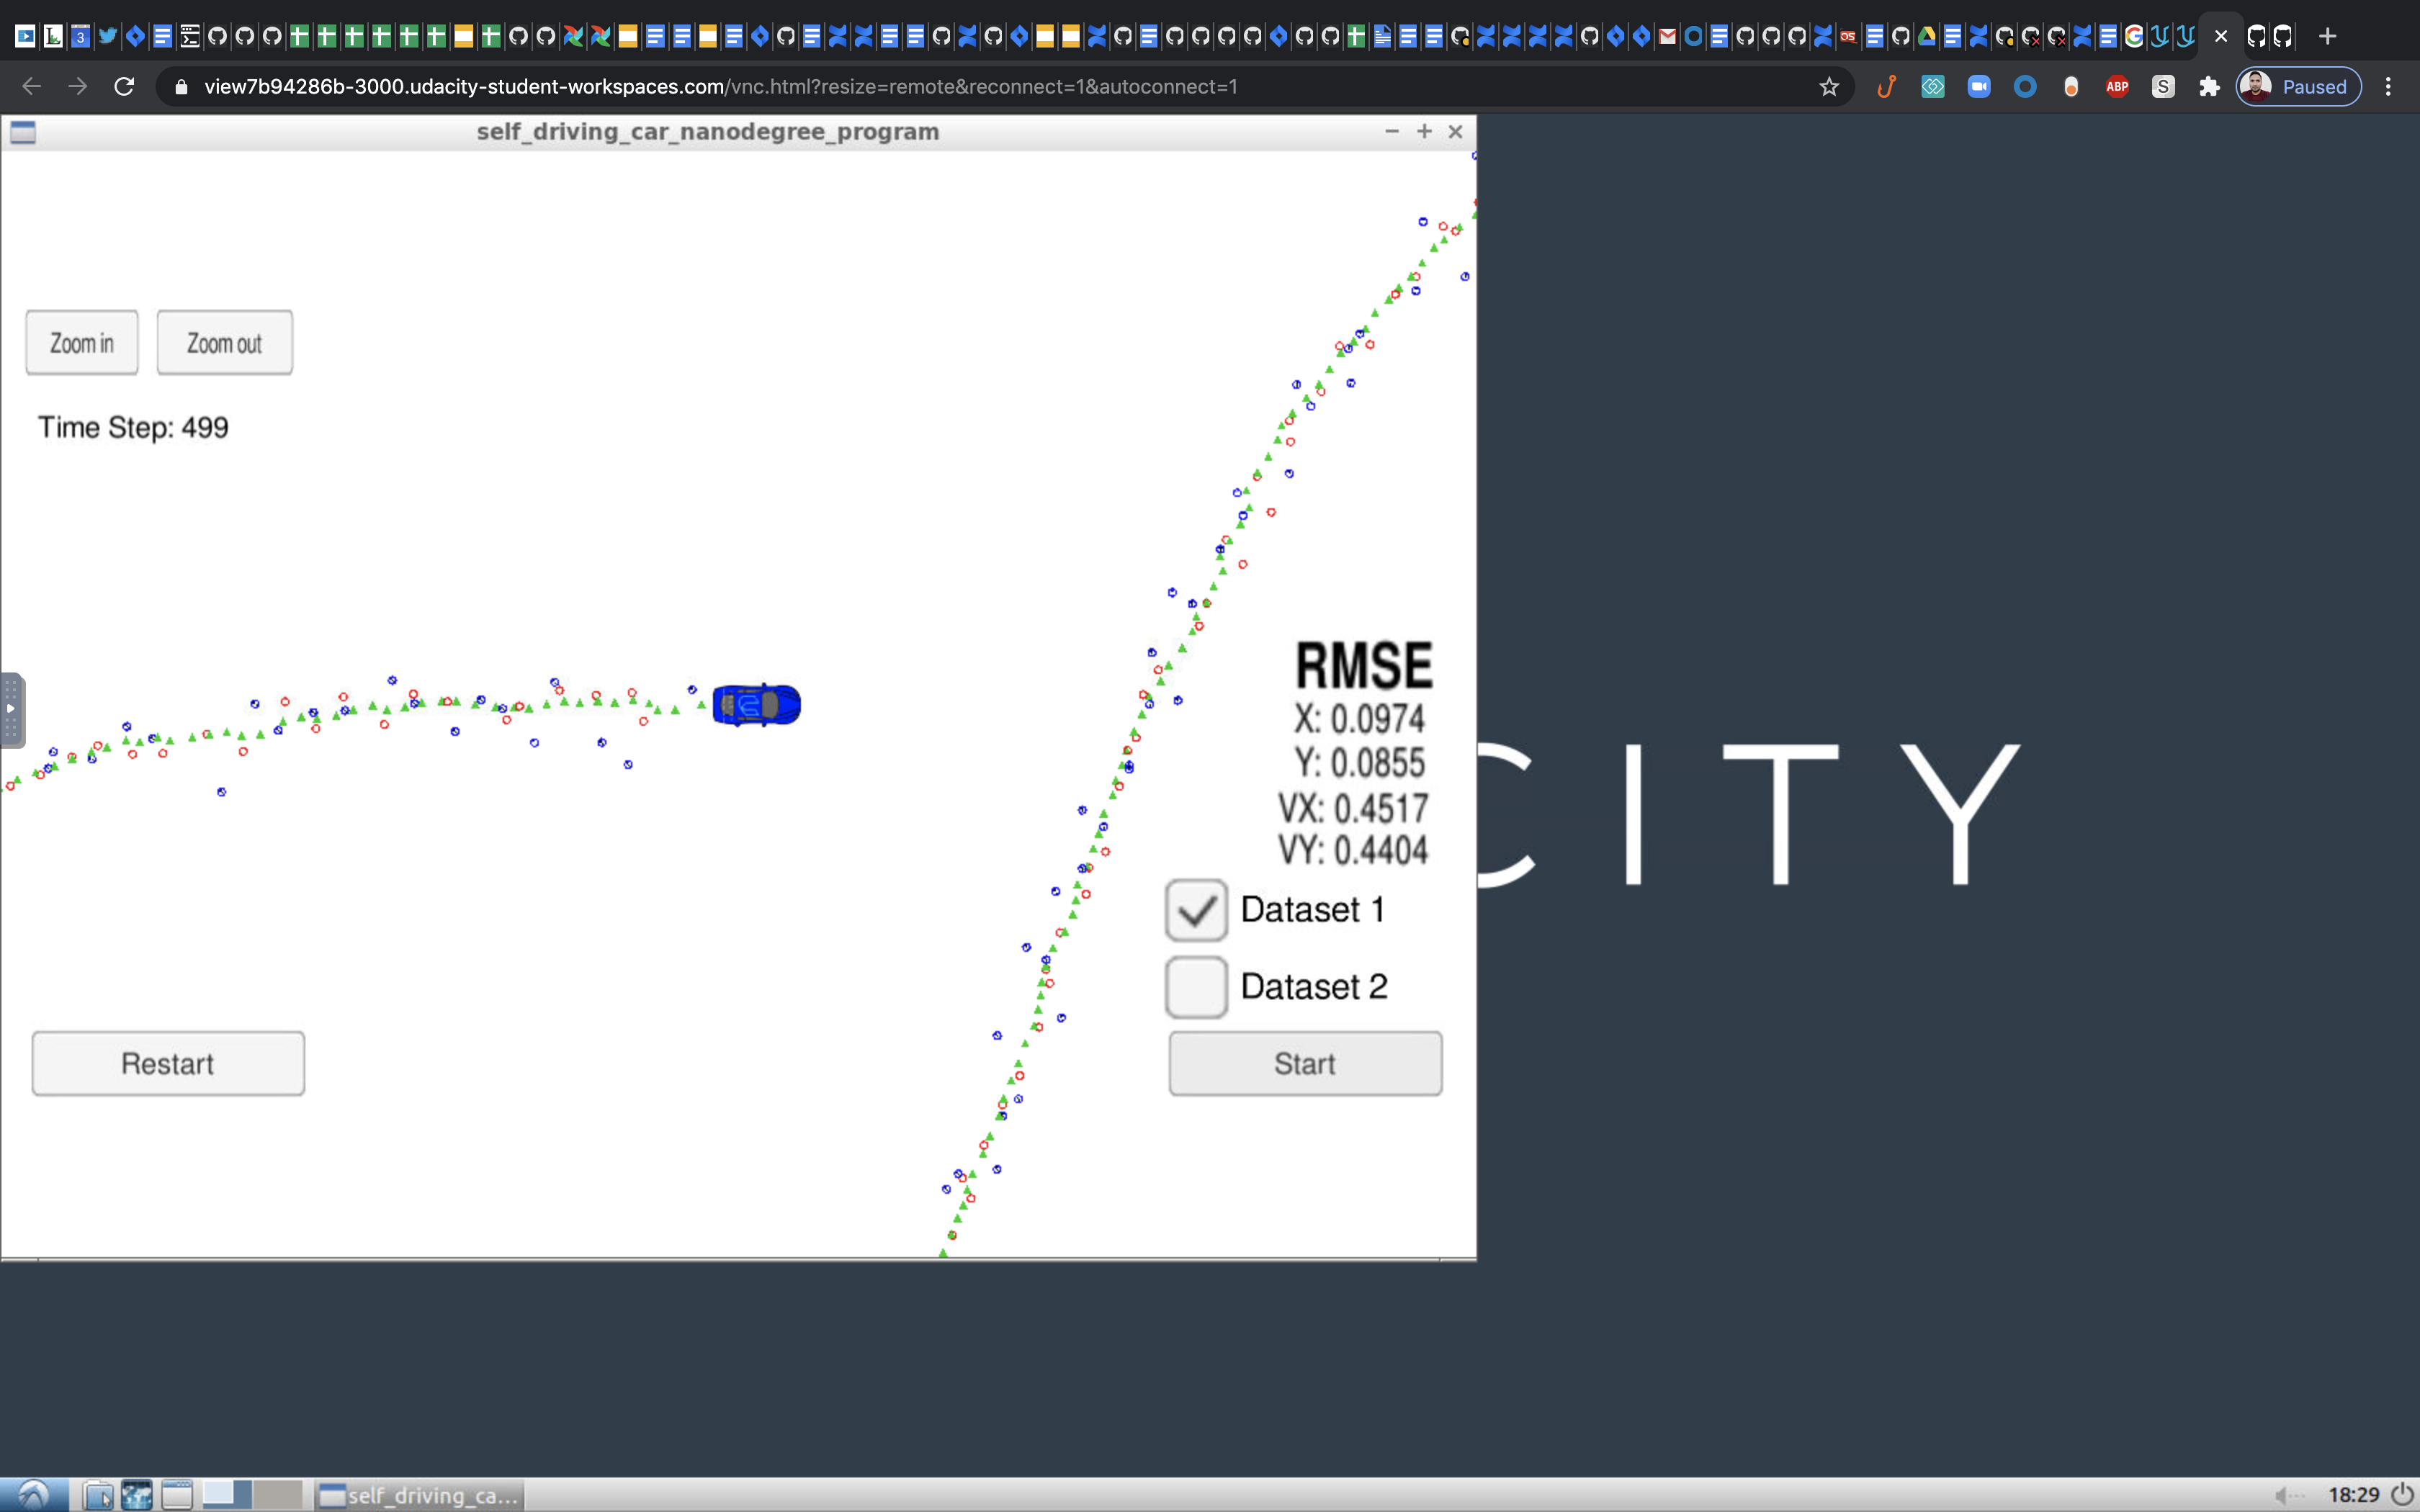 3
view7b94286b-3000.udacity-student-workspaces.com/vnc.html?resize=remote&reconnect=1&autoconnect=1
ABP
S
Paused
self_driving_car_nanodegree_program
Zoom in
Zoom out
Time Step: 499
RMSE
X: 0.0974
Y: 0.0855
VX: 0.4517
VY: 0.4404
CITY
Dataset 1
Dataset 2
Restart
Start
self_driving_ca...
18:29